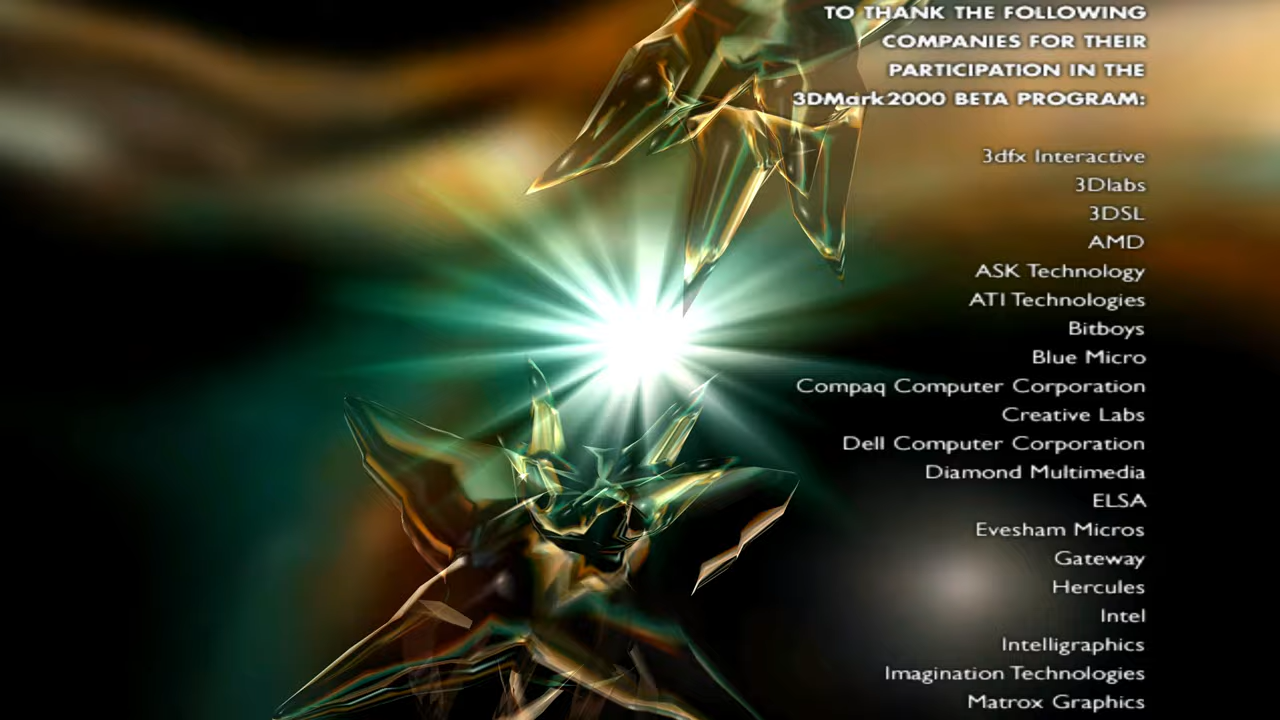 TO THANK THE FOLLOWING
COMPANIES FOR THEIR
PARTICIPATION IN THE
3DMark2000 BETA PROGRAM:
3dfx Interactive
3Dlabs
3DSL
AMD
ASK Technology
ATI Technologies
Bitboys
Blue Micro
Compaq Computer Corporation
Creative Labs
Dell Computer Corporation
Diamond Multimedia
ELSA
Evesham Micros
Gateway
Hercules
Intel
Intelligraphics
Imagination Technologies
Matrox Graphics